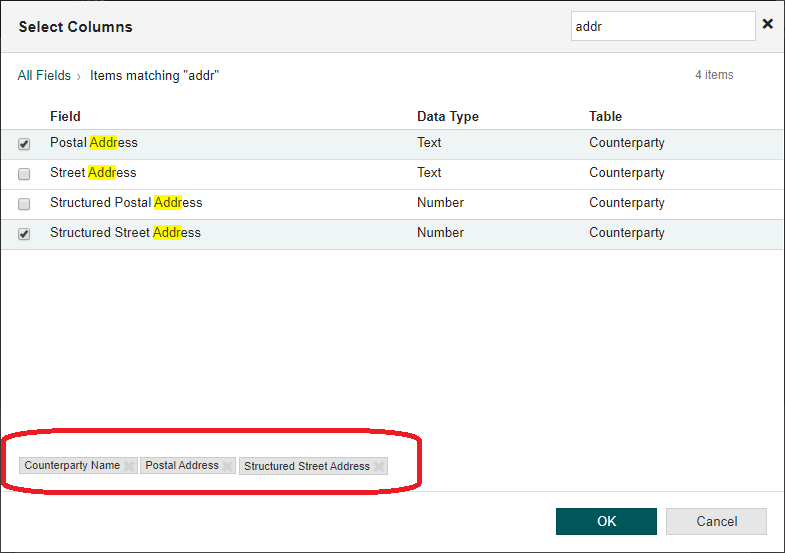 Select Columns
addr
All Fields › Items matching "addr"
4 items
Field Data Type Table
Postal Address Text Counterparty
Street Address Text Counterparty
Structured Postal Address Number Counterparty
Structured Street Address Number Counterparty
Counterparty Name Postal Address Structured Street Address
OK Cancel